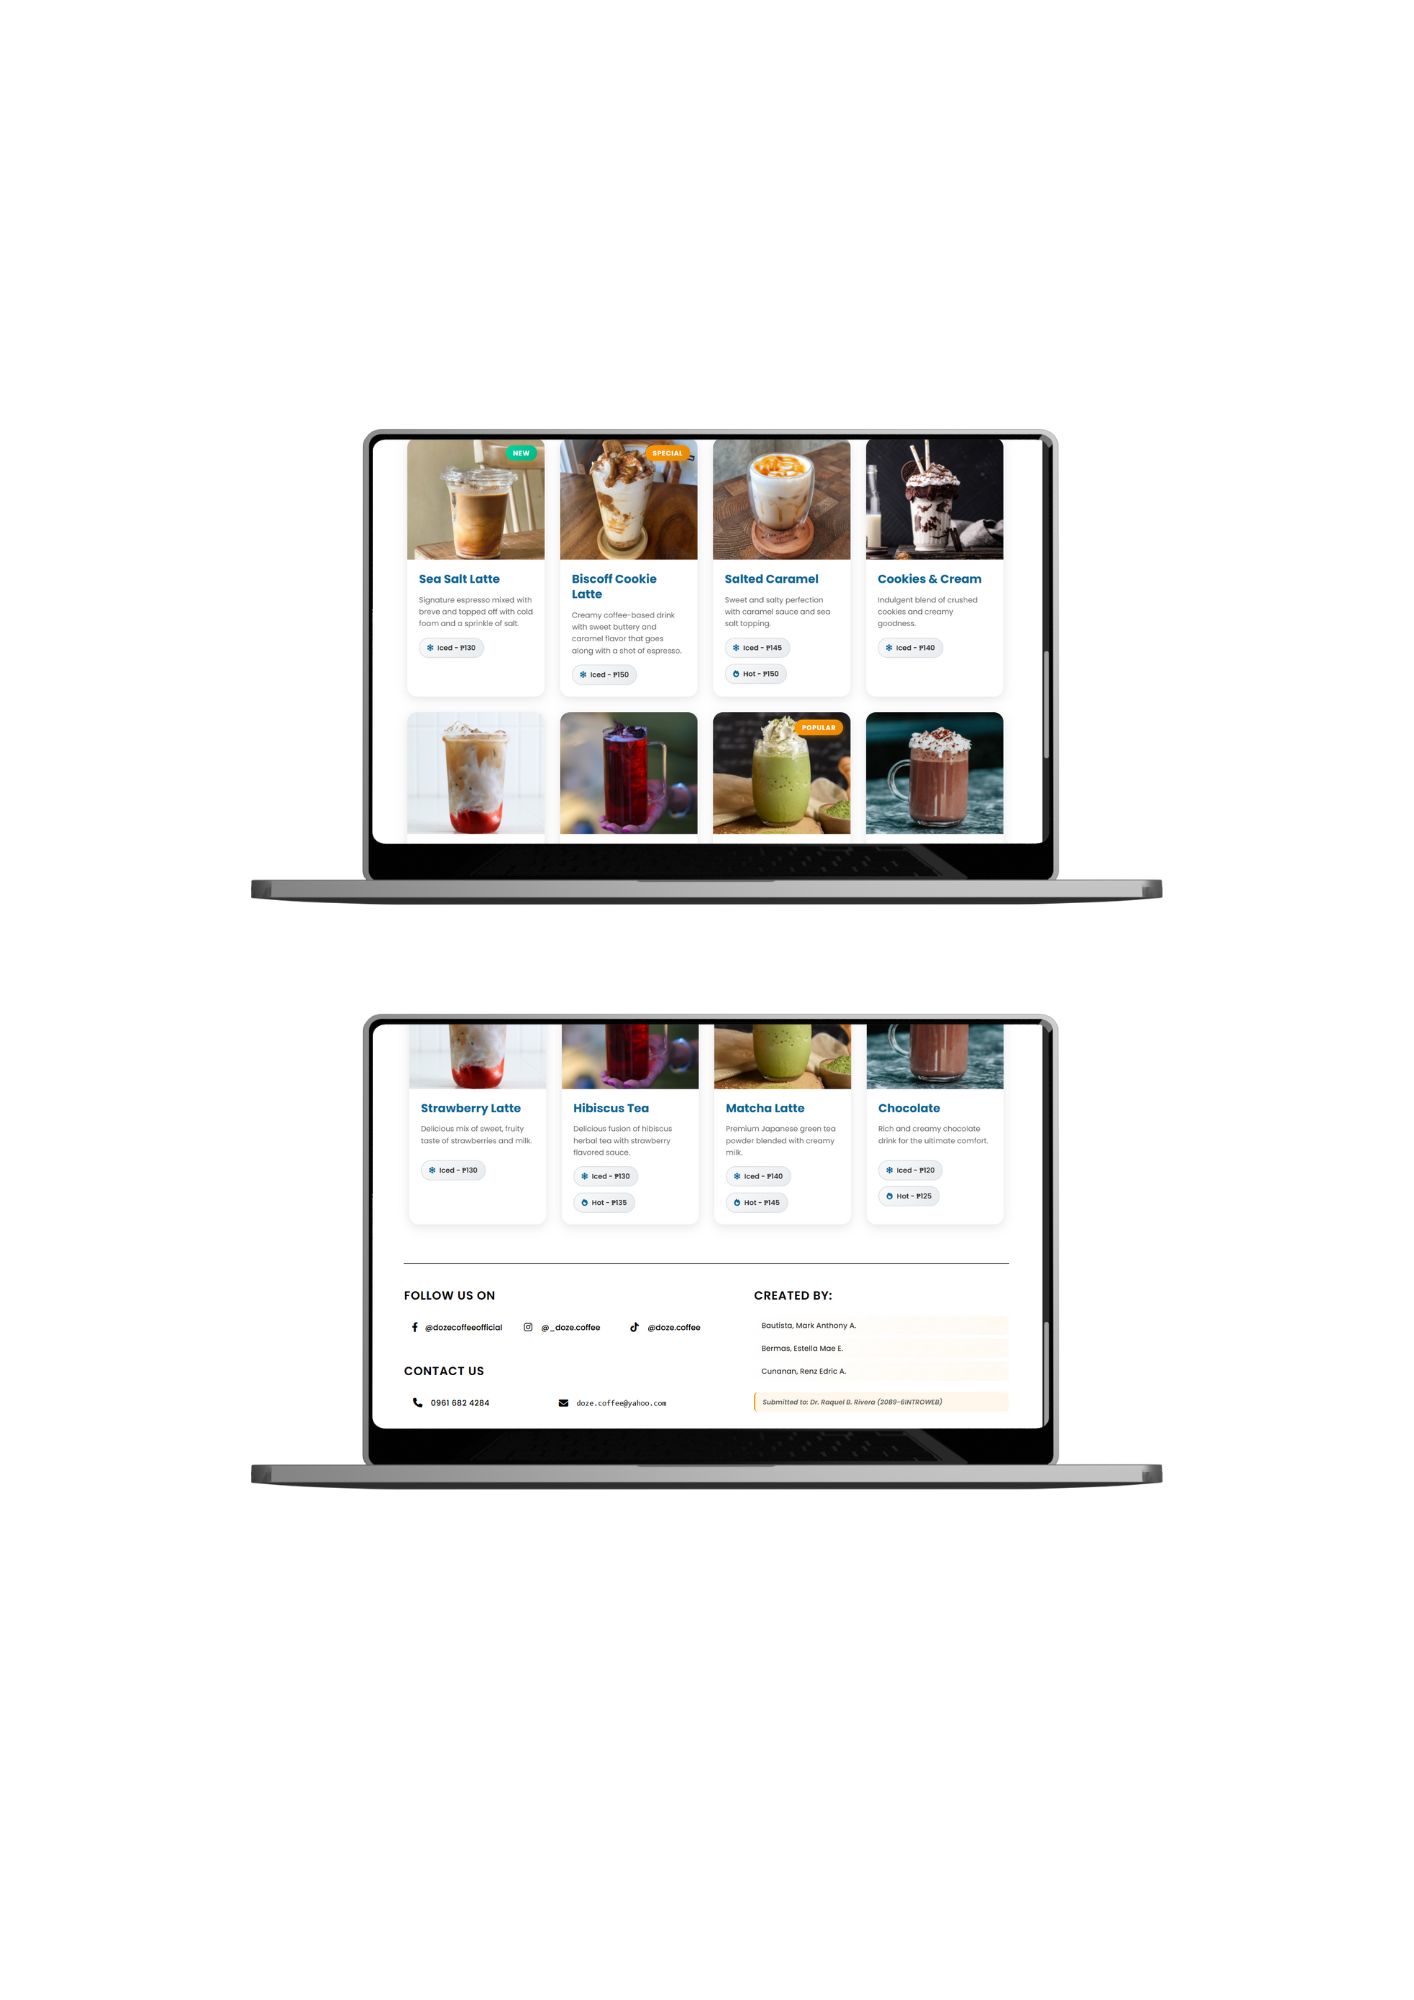 NEW
SPECIAL
Sea Salt Latte
Signature espresso mixed with
breve and topped off with cold
foam and a sprinkle of salt.
Iced - ₱130
Biscoff Cookie
Latte
Creamy coffee-based drink
with sweet buttery and
caramel flavor that goes
along with a shot of espresso.
Iced - ₱150
Salted Caramel
Sweet and salty perfection
with caramel sauce and sea
salt topping.
Iced - ₱145
Hot - ₱150
Cookies & Cream
Indulgent blend of crushed
cookies and creamy
goodness.
Iced - ₱140
POPULAR
Strawberry Latte
Delicious mix of sweet, fruity
taste of strawberries and milk.
Iced - ₱130
Hibiscus Tea
Delicious fusion of hibiscus
herbal tea with strawberry
flavored sauce.
Iced - ₱130
Hot - ₱135
Matcha Latte
Premium Japanese green tea
powder blended with creamy
milk.
Iced - ₱140
Hot - ₱145
Chocolate
Rich and creamy chocolate
drink for the ultimate comfort.
Iced - ₱120
Hot - ₱125
FOLLOW US ON
@dozecoffeeofficial
@_doze.coffee
@doze.coffee
CONTACT US
0961 682 4284
doze.coffee@yahoo.com
CREATED BY:
Bautista, Mark Anthony A.
Bermas, Estella Mae E.
Cunanan, Renz Edric A.
Submitted to: Dr. Raquel B. Rivera (2089-6INTROWEB)